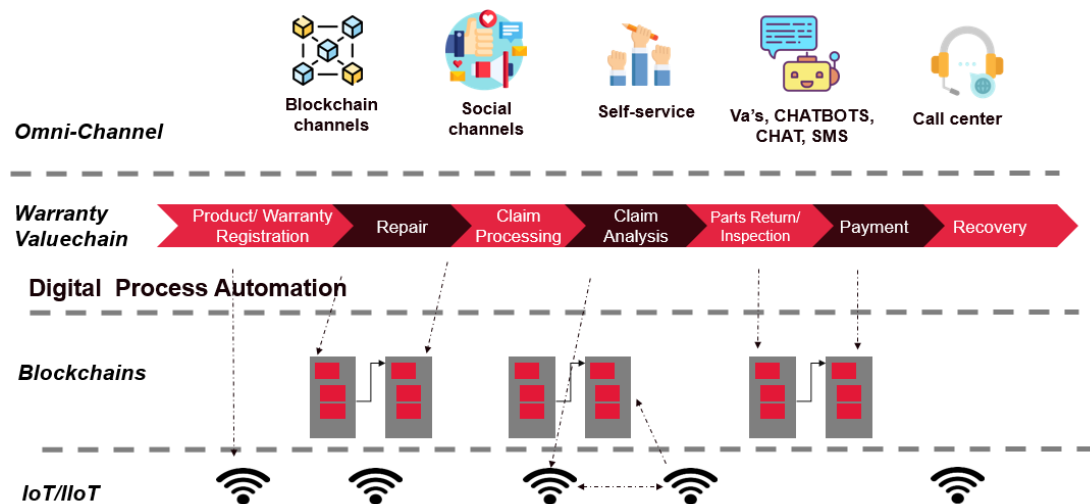 Blockchain
channels
Social
channels
Self-service
Va's, CHATBOTS,
CHAT, SMS
Call center
Omni-Channel
Warranty
Valuechain
Product/ Warranty
Registration
Repair
Claim
Processing
Claim
Analysis
Parts Return/
Inspection
Payment
Recovery
Digital Process Automation
Blockchains
IoT/IIoT